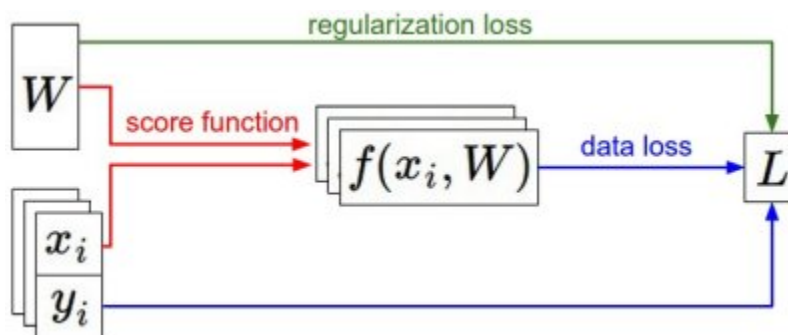 regularization loss
W
score function
f(x_i, W)
data loss
L
x_i
y_i